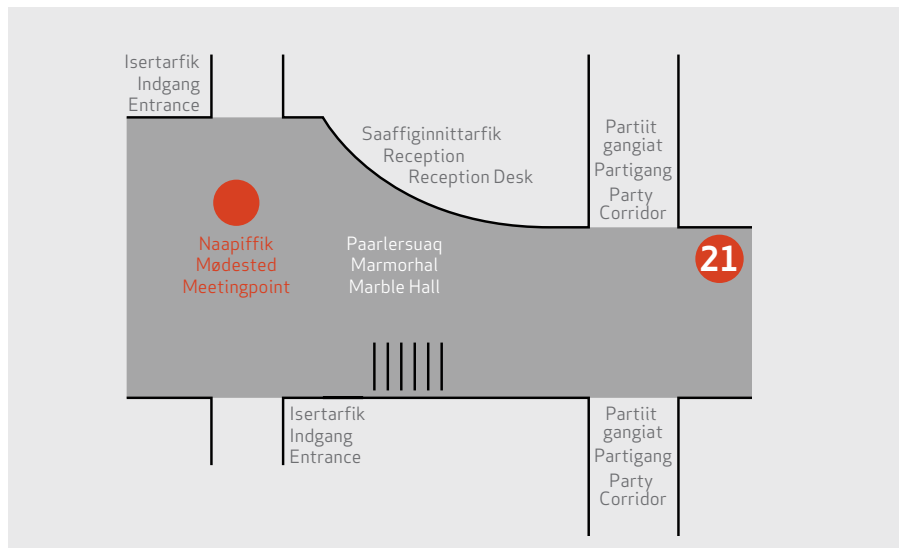 Isertarfik
Indgang
Entrance
Saaffiginnittarfik
Reception
Reception Desk
Partiit
gangiat
Partigang
Party
Corridor
Naapiffik
Mødested
Meetingpoint
Paarlersuaq
Marmorhal
Marble Hall
21
Isertarfik
Indgang
Entrance
Partiit
gangiat
Partigang
Party
Corridor